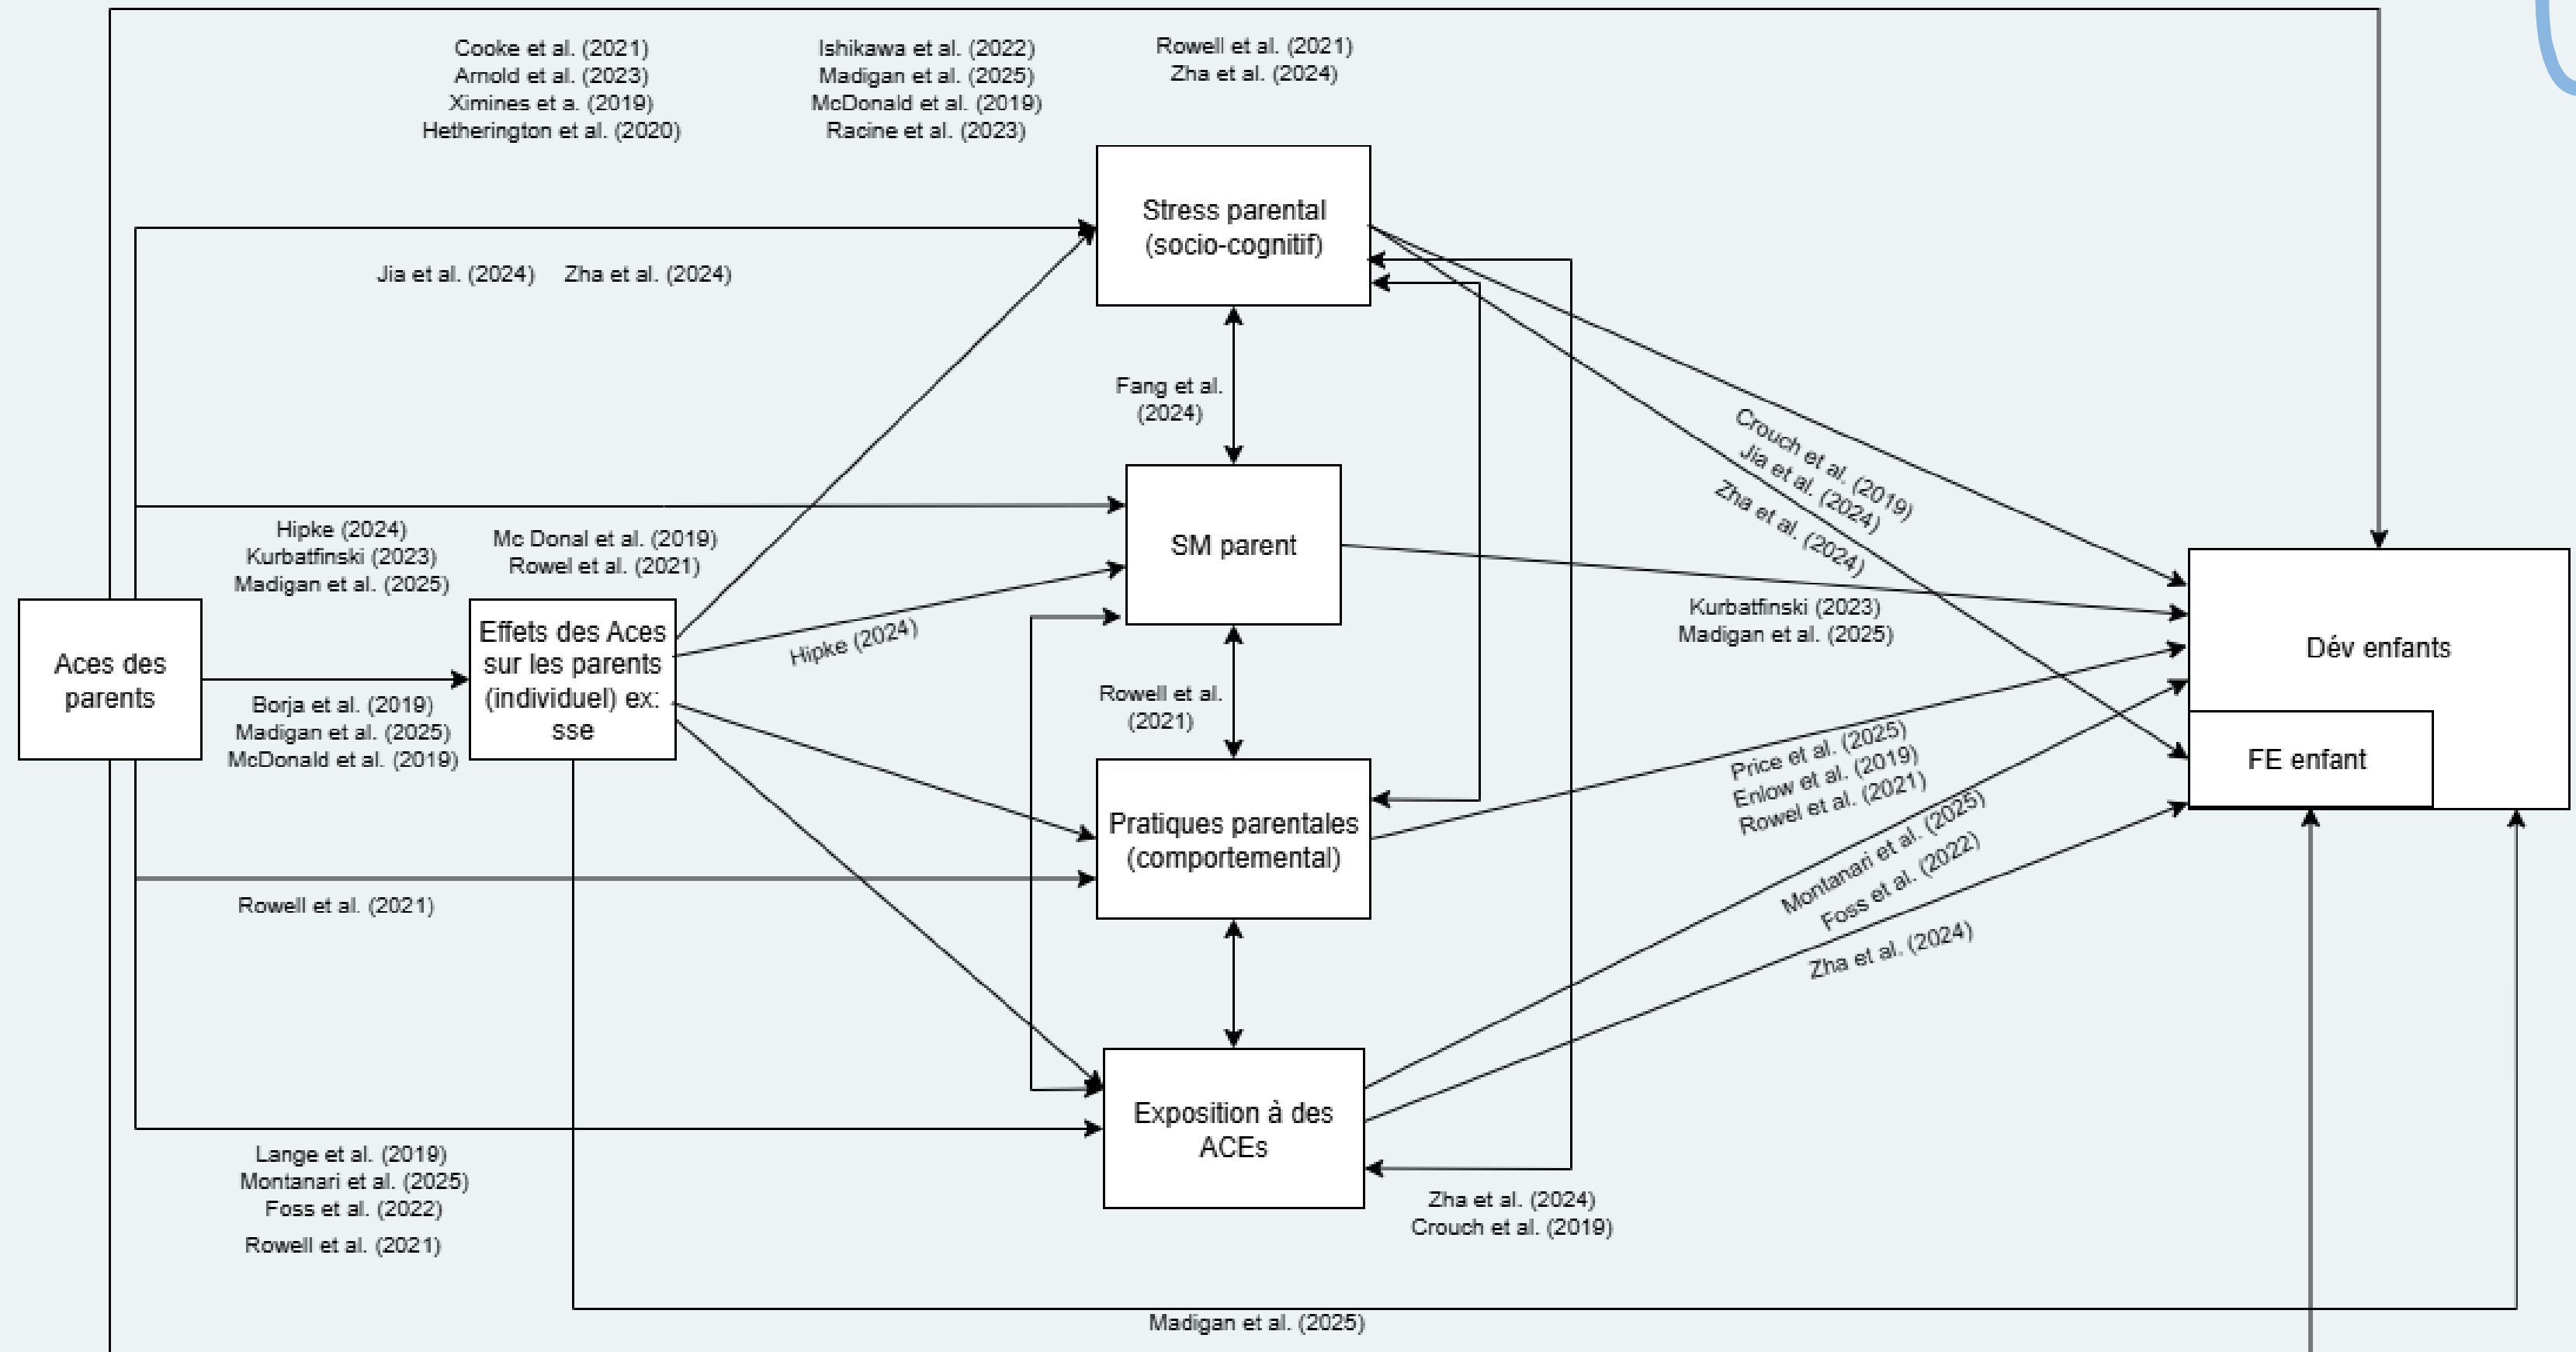 Cooke et al. (2021)
Arnold et al. (2023)
Ximines et a. (2019)
Hetherington et al. (2020)
Ishikawa et al. (2022)
Madigan et al. (2025)
McDonald et al. (2019)
Racine et al. (2023)
Rowell et al. (2021)
Zha et al. (2024)
Stress parental
(socio-cognitif)
Jia et al. (2024)
Zha et al. (2024)
Fang et al.
(2024)
Crouch et al. (2019)
Jia et al. (2024)
Zha et al. (2024)
Hipke (2024)
Kurbatfinski (2023)
Madigan et al. (2025)
Mc Donal et al. (2019)
Rowel et al. (2021)
SM parent
Kurbatfinski (2023)
Madigan et al. (2025)
Aces des
parents
Effets des Aces
sur les parents
(individuel) ex:
sse
Hipke (2024)
Dév enfants
Borja et al. (2019)
Madigan et al. (2025)
McDonald et al. (2019)
Rowell et al.
(2021)
FE enfant
Price et al. (2025)
Enlow et al. (2019)
Rowel et al. (2021)
Pratiques parentales
(comportemental)
Montanari et al. (2025)
Foss et al. (2022)
Zha et al. (2024)
Rowell et al. (2021)
Exposition à des
ACEs
Lange et al. (2019)
Montanari et al. (2025)
Foss et al. (2022)
Rowell et al. (2021)
Zha et al. (2024)
Crouch et al. (2019)
Madigan et al. (2025)